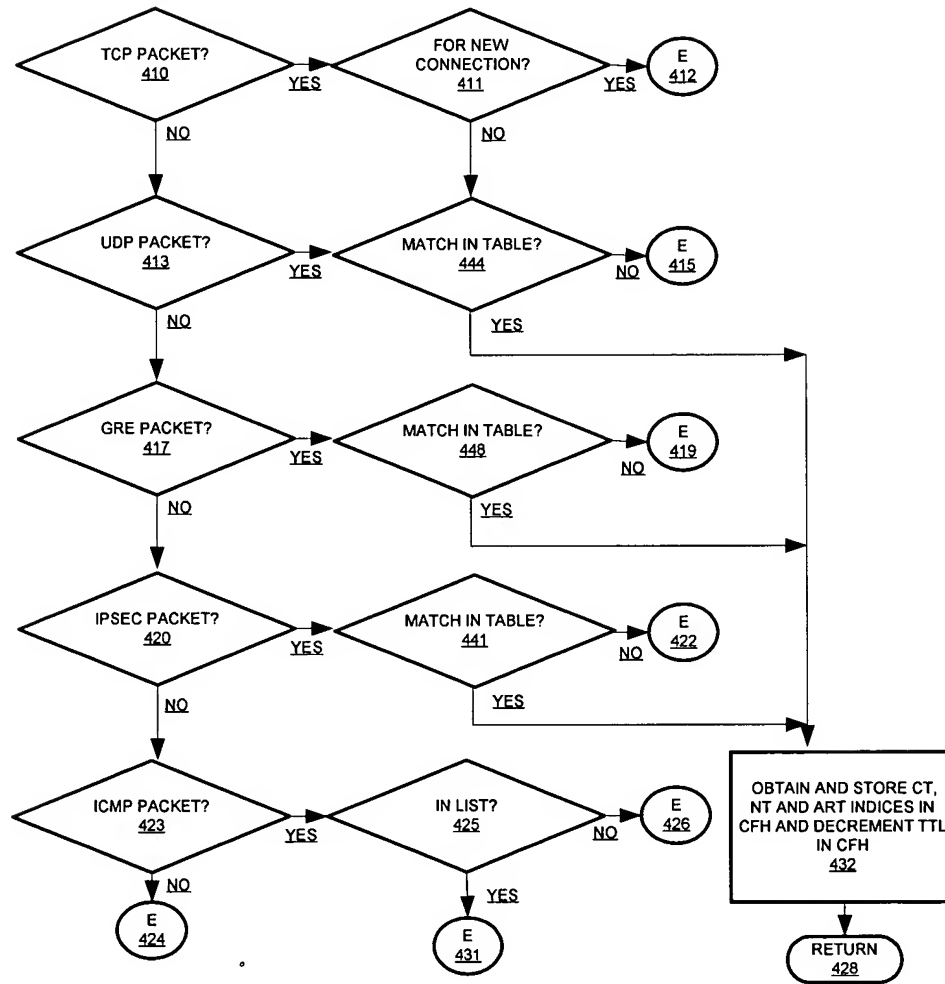 TCP PACKET?
410
YES
FOR NEW
CONNECTION?
411
YES
E
412
NO
NO
UDP PACKET?
413
YES
MATCH IN TABLE?
444
NO
E
415
NO
YES
GRE PACKET?
417
YES
MATCH IN TABLE?
448
NO
E
419
NO
YES
IPSEC PACKET?
420
YES
MATCH IN TABLE?
441
NO
E
422
NO
YES
ICMP PACKET?
423
YES
IN LIST?
425
NO
E
426
OBTAIN AND STORE CT,
NT AND ART INDICES IN
CFH AND DECREMENT TTL
IN CFH
432
NO
YES
E
424
E
431
RETURN
428